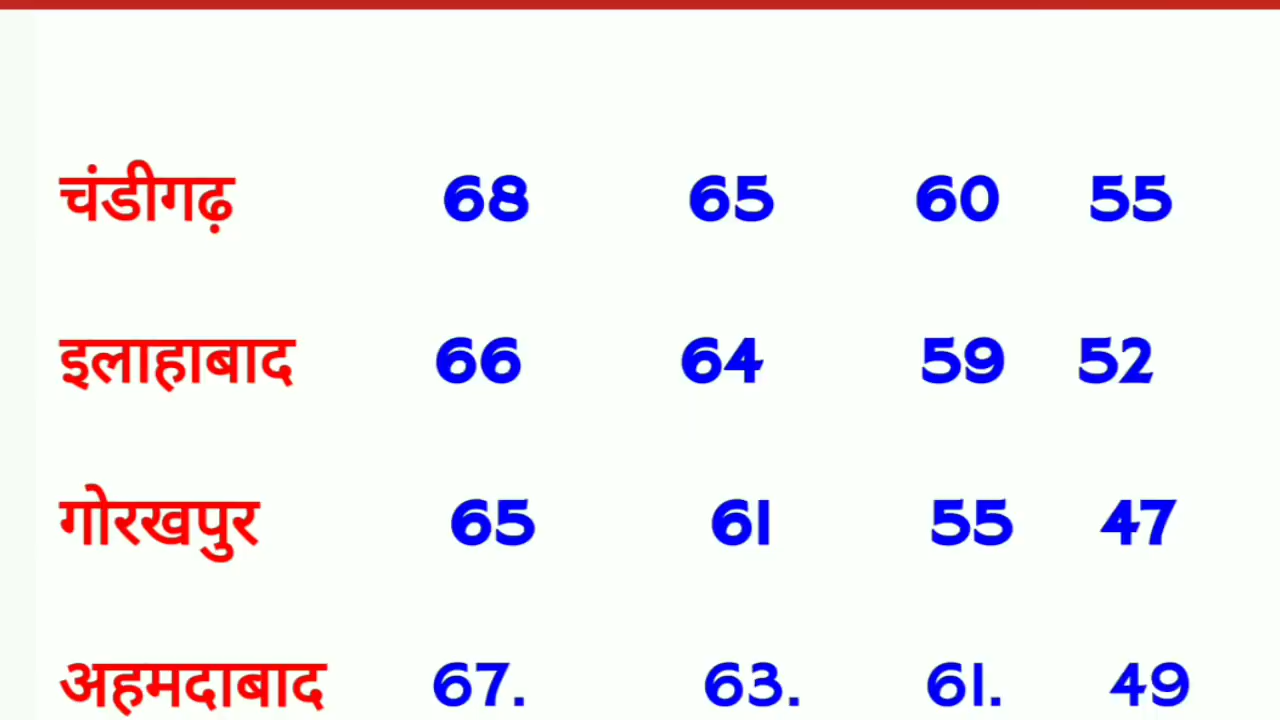 चंडीगढ़ 68 65 60 55
इलाहाबाद 66 64 59 52
गोरखपुर 65 61 55 47
अहमदाबाद 67. 63. 61. 49